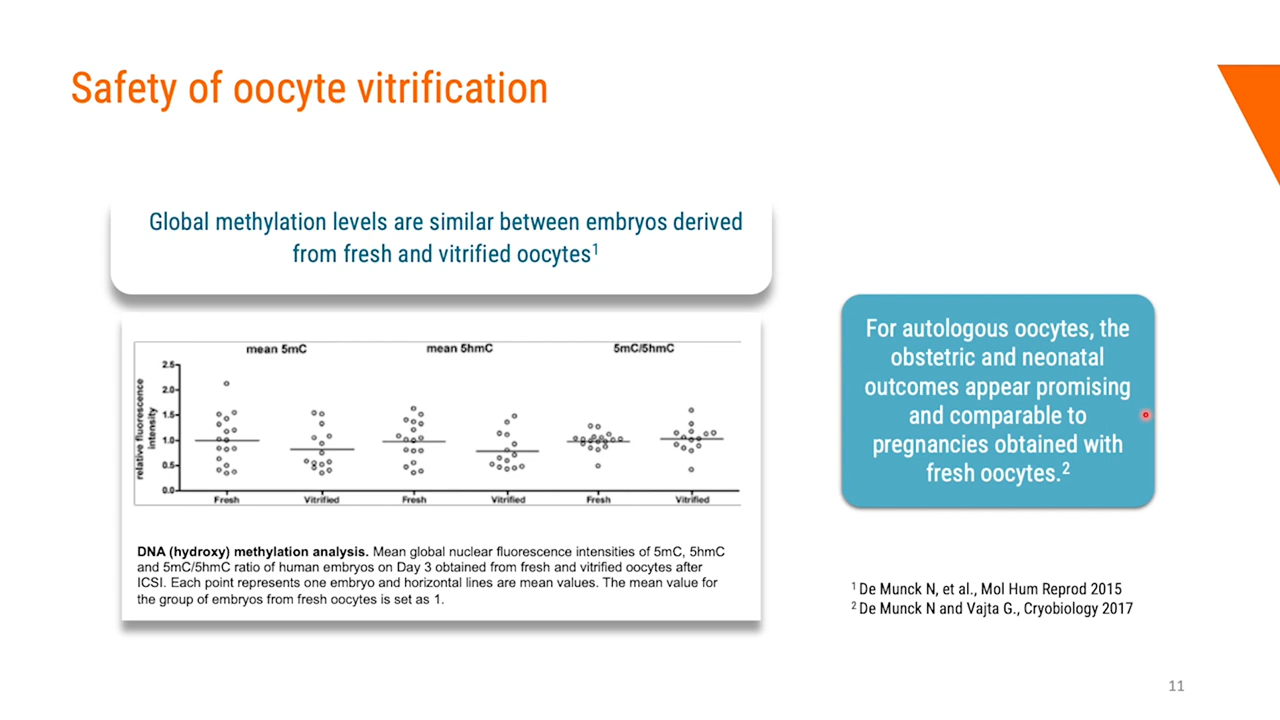 Safety of oocyte vitrification
Global methylation levels are similar between embryos derived
from fresh and vitrified oocytes1
mean 5mC
mean 5hmC
5mC/5hmC
relative fluorescence
intensity
2.5
2.0
1.5
1.0
0.5
0.0
Fresh
Vitrified
Fresh
Vitrified
Fresh
Vitrified
DNA (hydroxy) methylation analysis. Mean global nuclear fluorescence intensities of 5mC, 5hmC
and 5mC/5hmC ratio of human embryos on Day 3 obtained from fresh and vitrified oocytes after
ICSI. Each point represents one embryo and horizontal lines are mean values. The mean value for
the group of embryos from fresh oocytes is set as 1.
For autologous oocytes, the
obstetric and neonatal
outcomes appear promising
and comparable to
pregnancies obtained with
fresh oocytes.2
1 De Munck N, et al., Mol Hum Reprod 2015
2 De Munck N and Vajta G., Cryobiology 2017
11